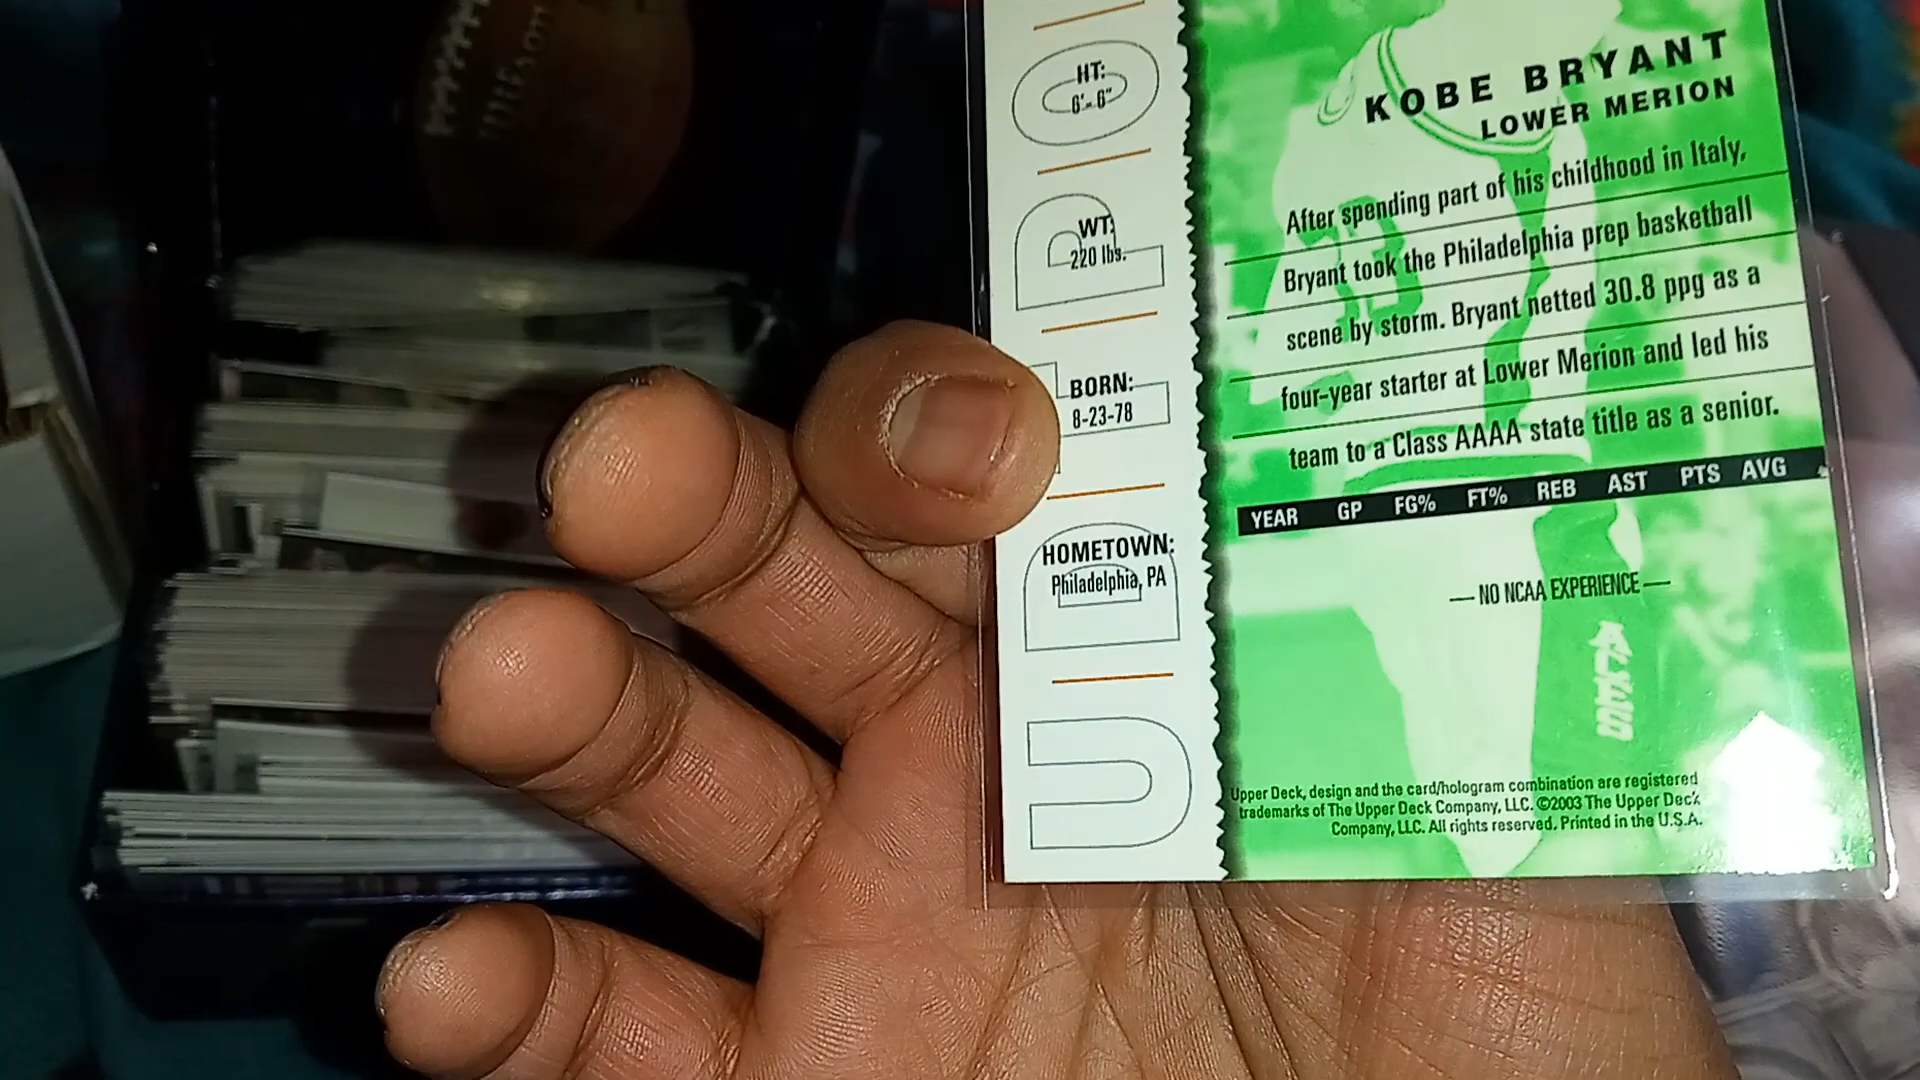 Wilson
HT:
6'-6"
WT:
220 lbs.
BORN:
8-23-78
HOMETOWN:
Philadelphia, PA
KOBE BRYANT
LOWER MERION
After spending part of his childhood in Italy,
Bryant took the Philadelphia prep basketball
scene by storm. Bryant netted 30.8 ppg as a
four-year starter at Lower Merion and led his
team to a Class AAAA state title as a senior.
YEAR GP FG% FT% REB AST PTS AVG
—NO NCAA EXPERIENCE—
ACES
33
Upper Deck, design and the card/hologram combination are registered
trademarks of The Upper Deck Company, LLC. ©2003 The Upper Deck
Company, LLC. All rights reserved. Printed in the U.S.A.